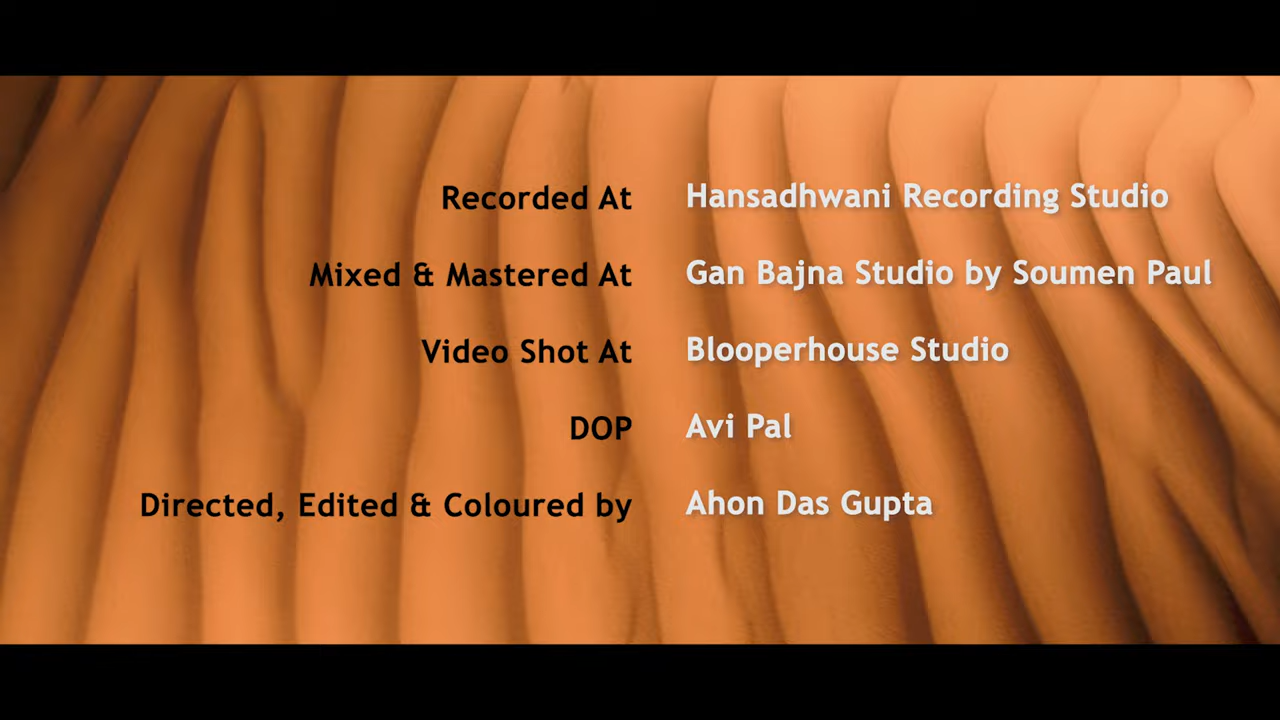 Recorded At Hansadhwani Recording Studio
Mixed & Mastered At Gan Bajna Studio by Soumen Paul
Video Shot At Blooperhouse Studio
DOP Avi Pal
Directed, Edited & Coloured by Ahon Das Gupta